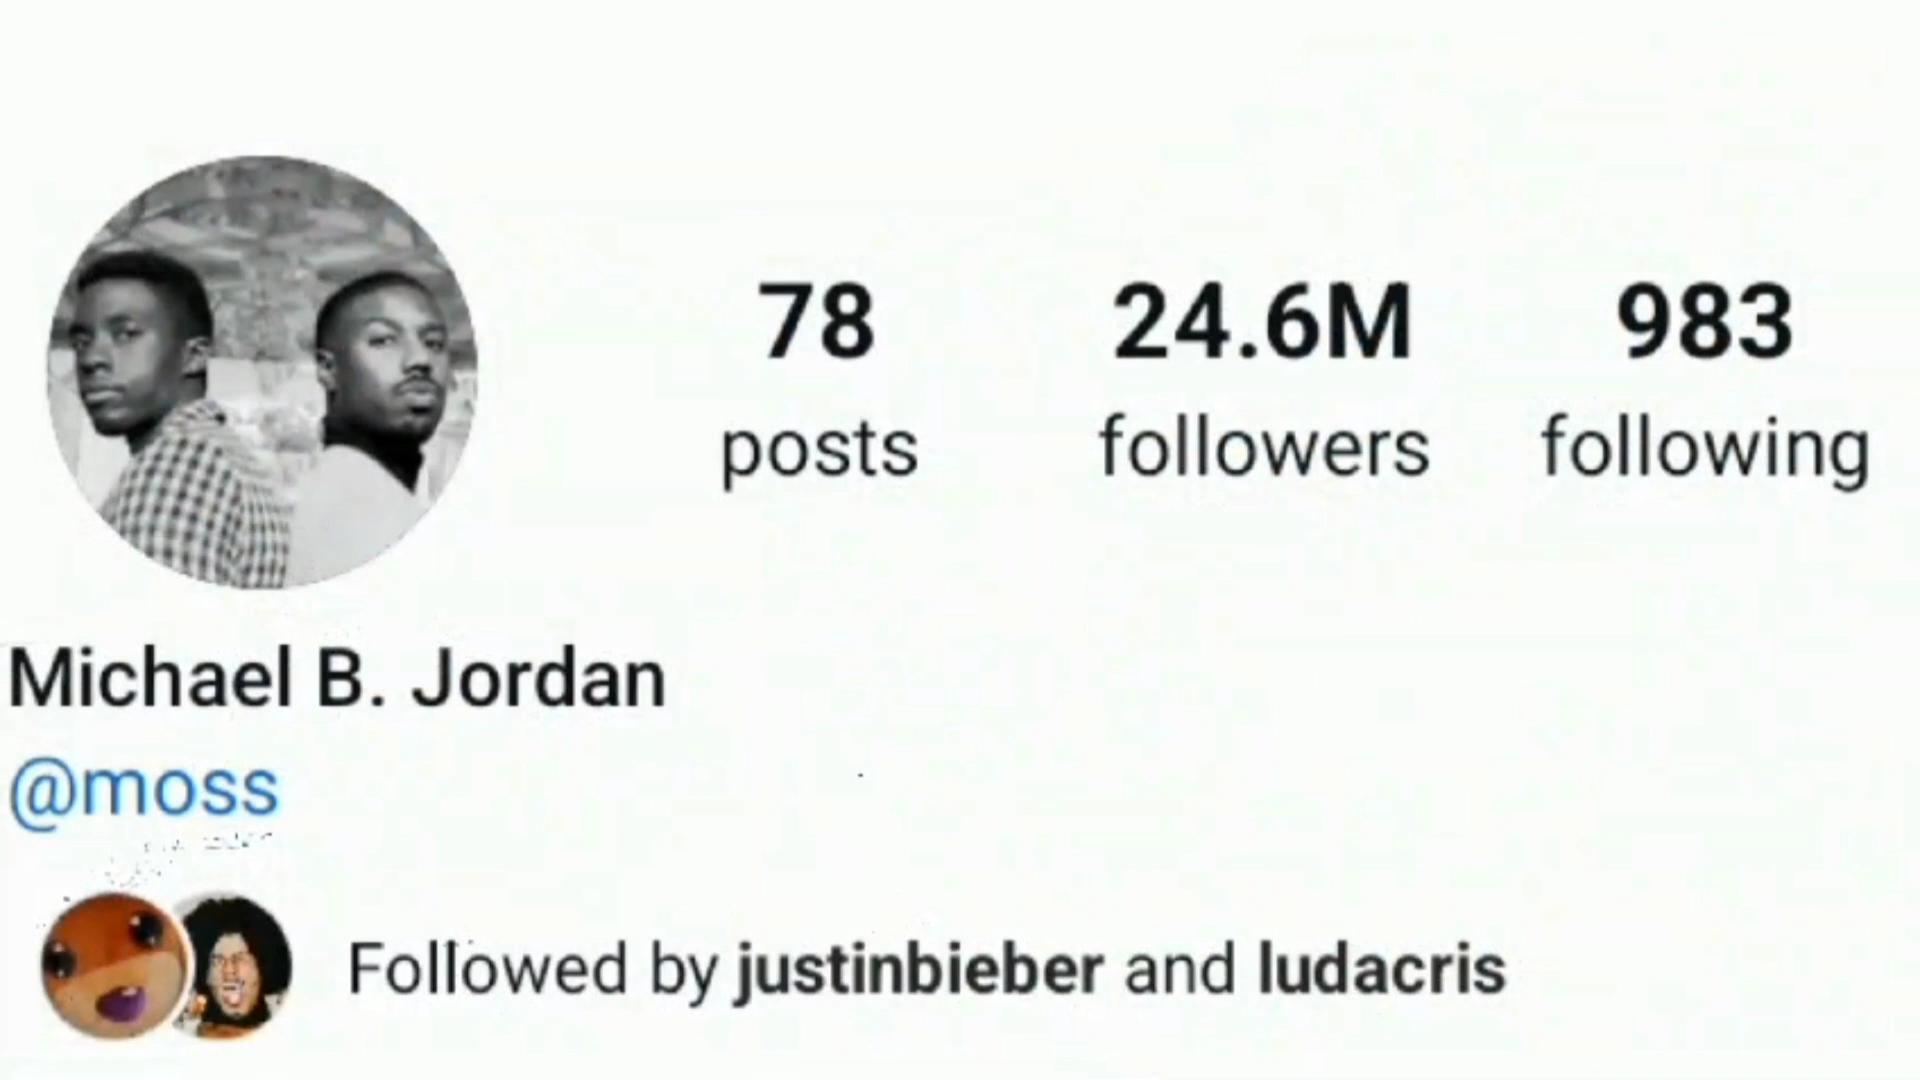 78 24.6M 983
posts followers following
Michael B. Jordan
@moss
Followed by justinbieber and ludacris